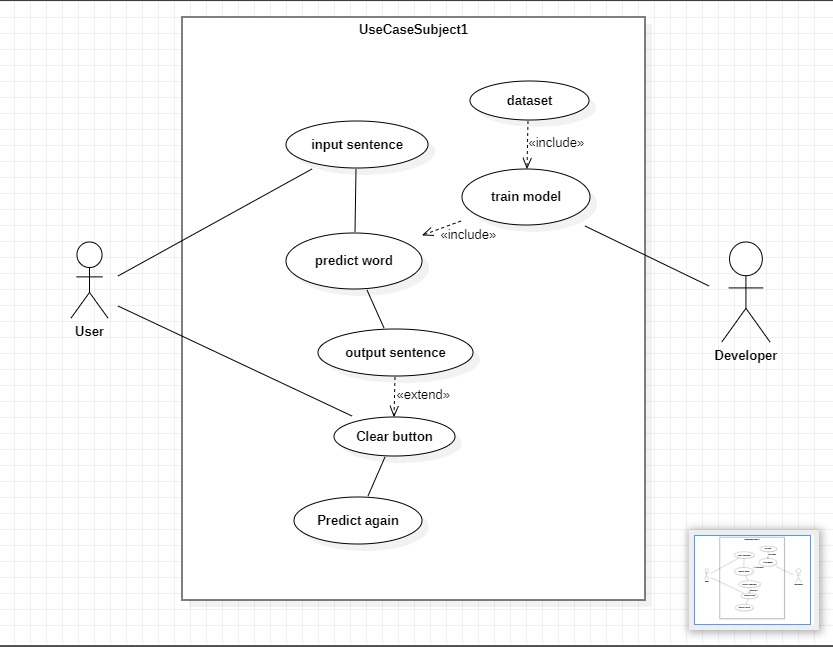 UseCaseSubject1
dataset
«include»
input sentence
train model
«include»
predict word
User
Developer
output sentence
«extend»
Clear button
Predict again